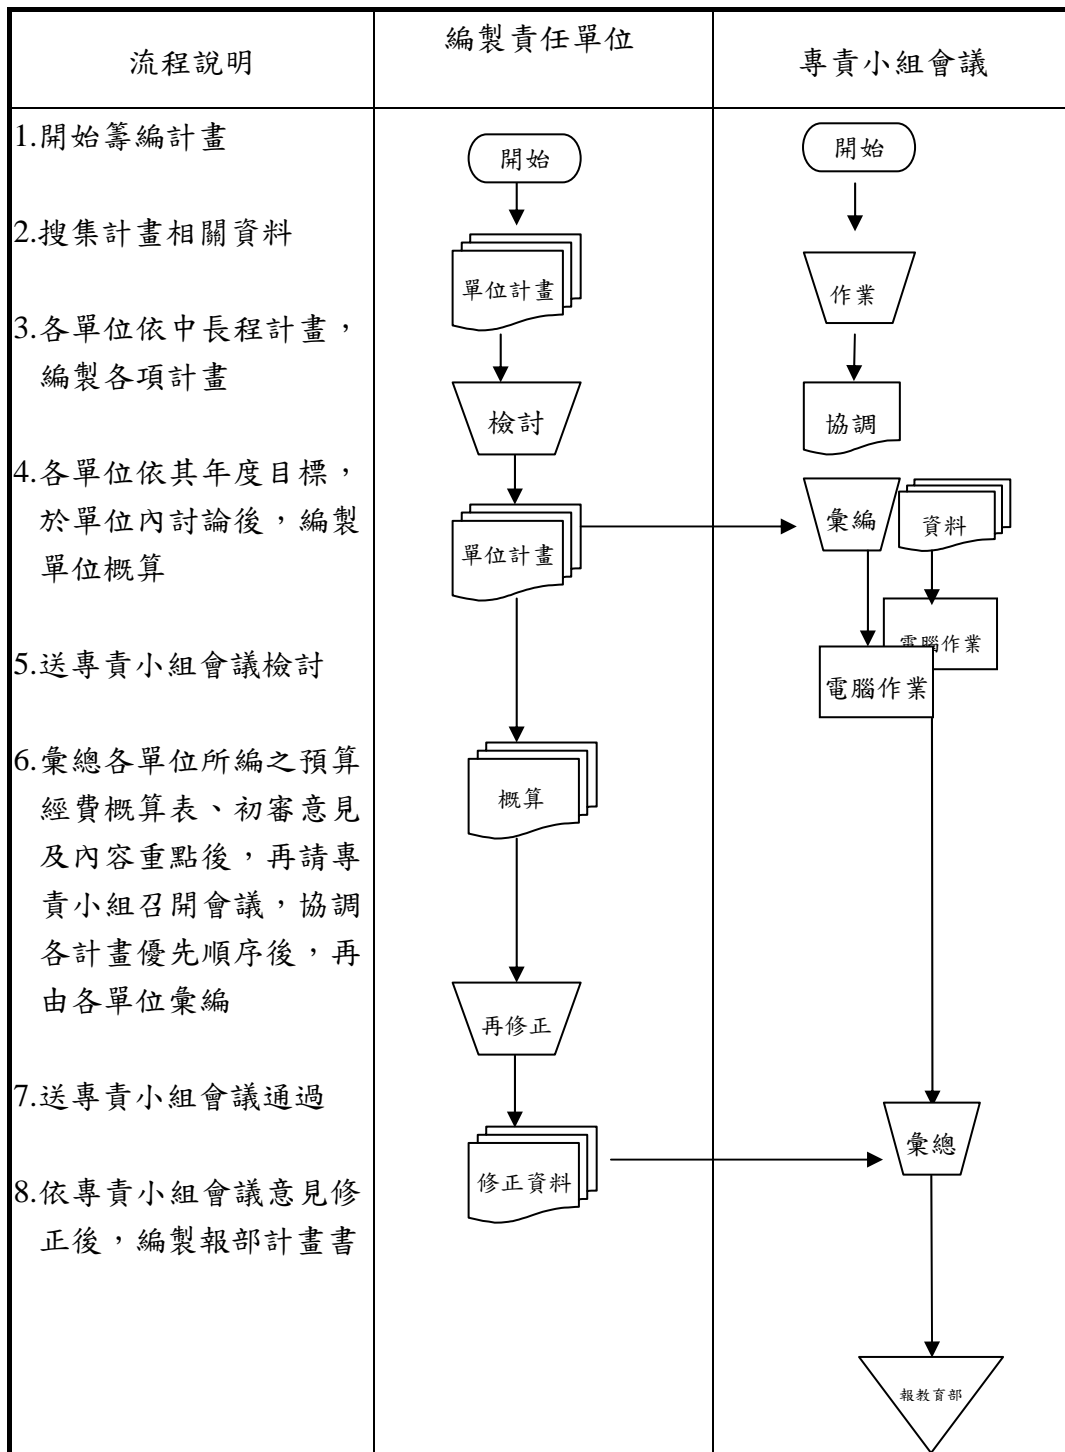 流程說明
編製責任單位
專責小組會議
1.開始籌編計畫
2.搜集計畫相關資料
3.各單位依中長程計畫，
編製各項計畫
4.各單位依其年度目標，
於單位內討論後，編製
單位概算
5.送專責小組會議檢討
6.彙總各單位所編之預算
經費概算表、初審意見
及內容重點後，再請專
責小組召開會議，協調
各計畫優先順序後，再
由各單位彙編
7.送專責小組會議通過
8.依專責小組會議意見修
正後，編製報部計畫書
開始
單位計畫
檢討
單位計畫
概算
再修正
修正資料
開始
作業
協調
彙編
資料
電腦作業
電腦作業
彙總
報教育部